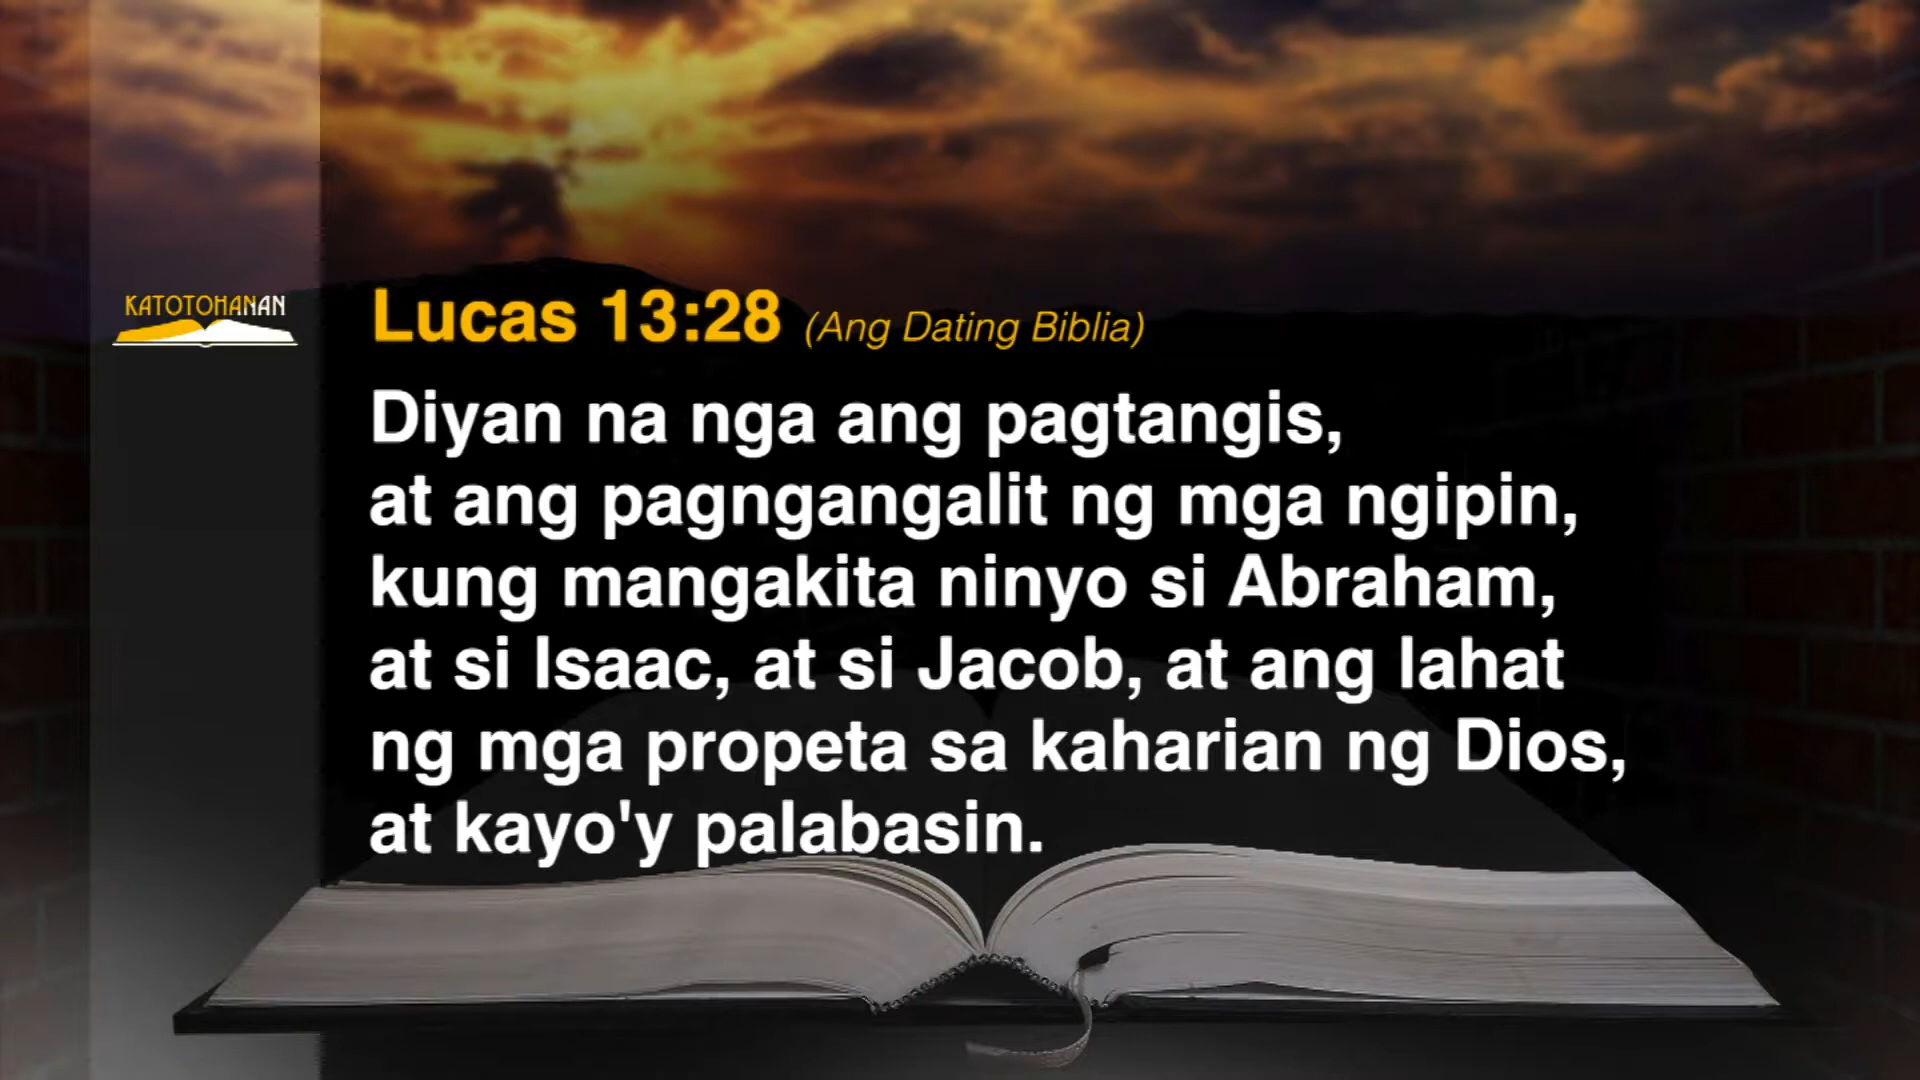 KATOTOHANAN
Lucas 13:28 (Ang Dating Biblia)
Diyan na nga ang pagtangis,
at ang pagngangalit ng mga ngipin,
kung mangakita ninyo si Abraham,
at si Isaac, at si Jacob, at ang lahat
ng mga propeta sa kaharian ng Dios,
at kayo'y palabasin.